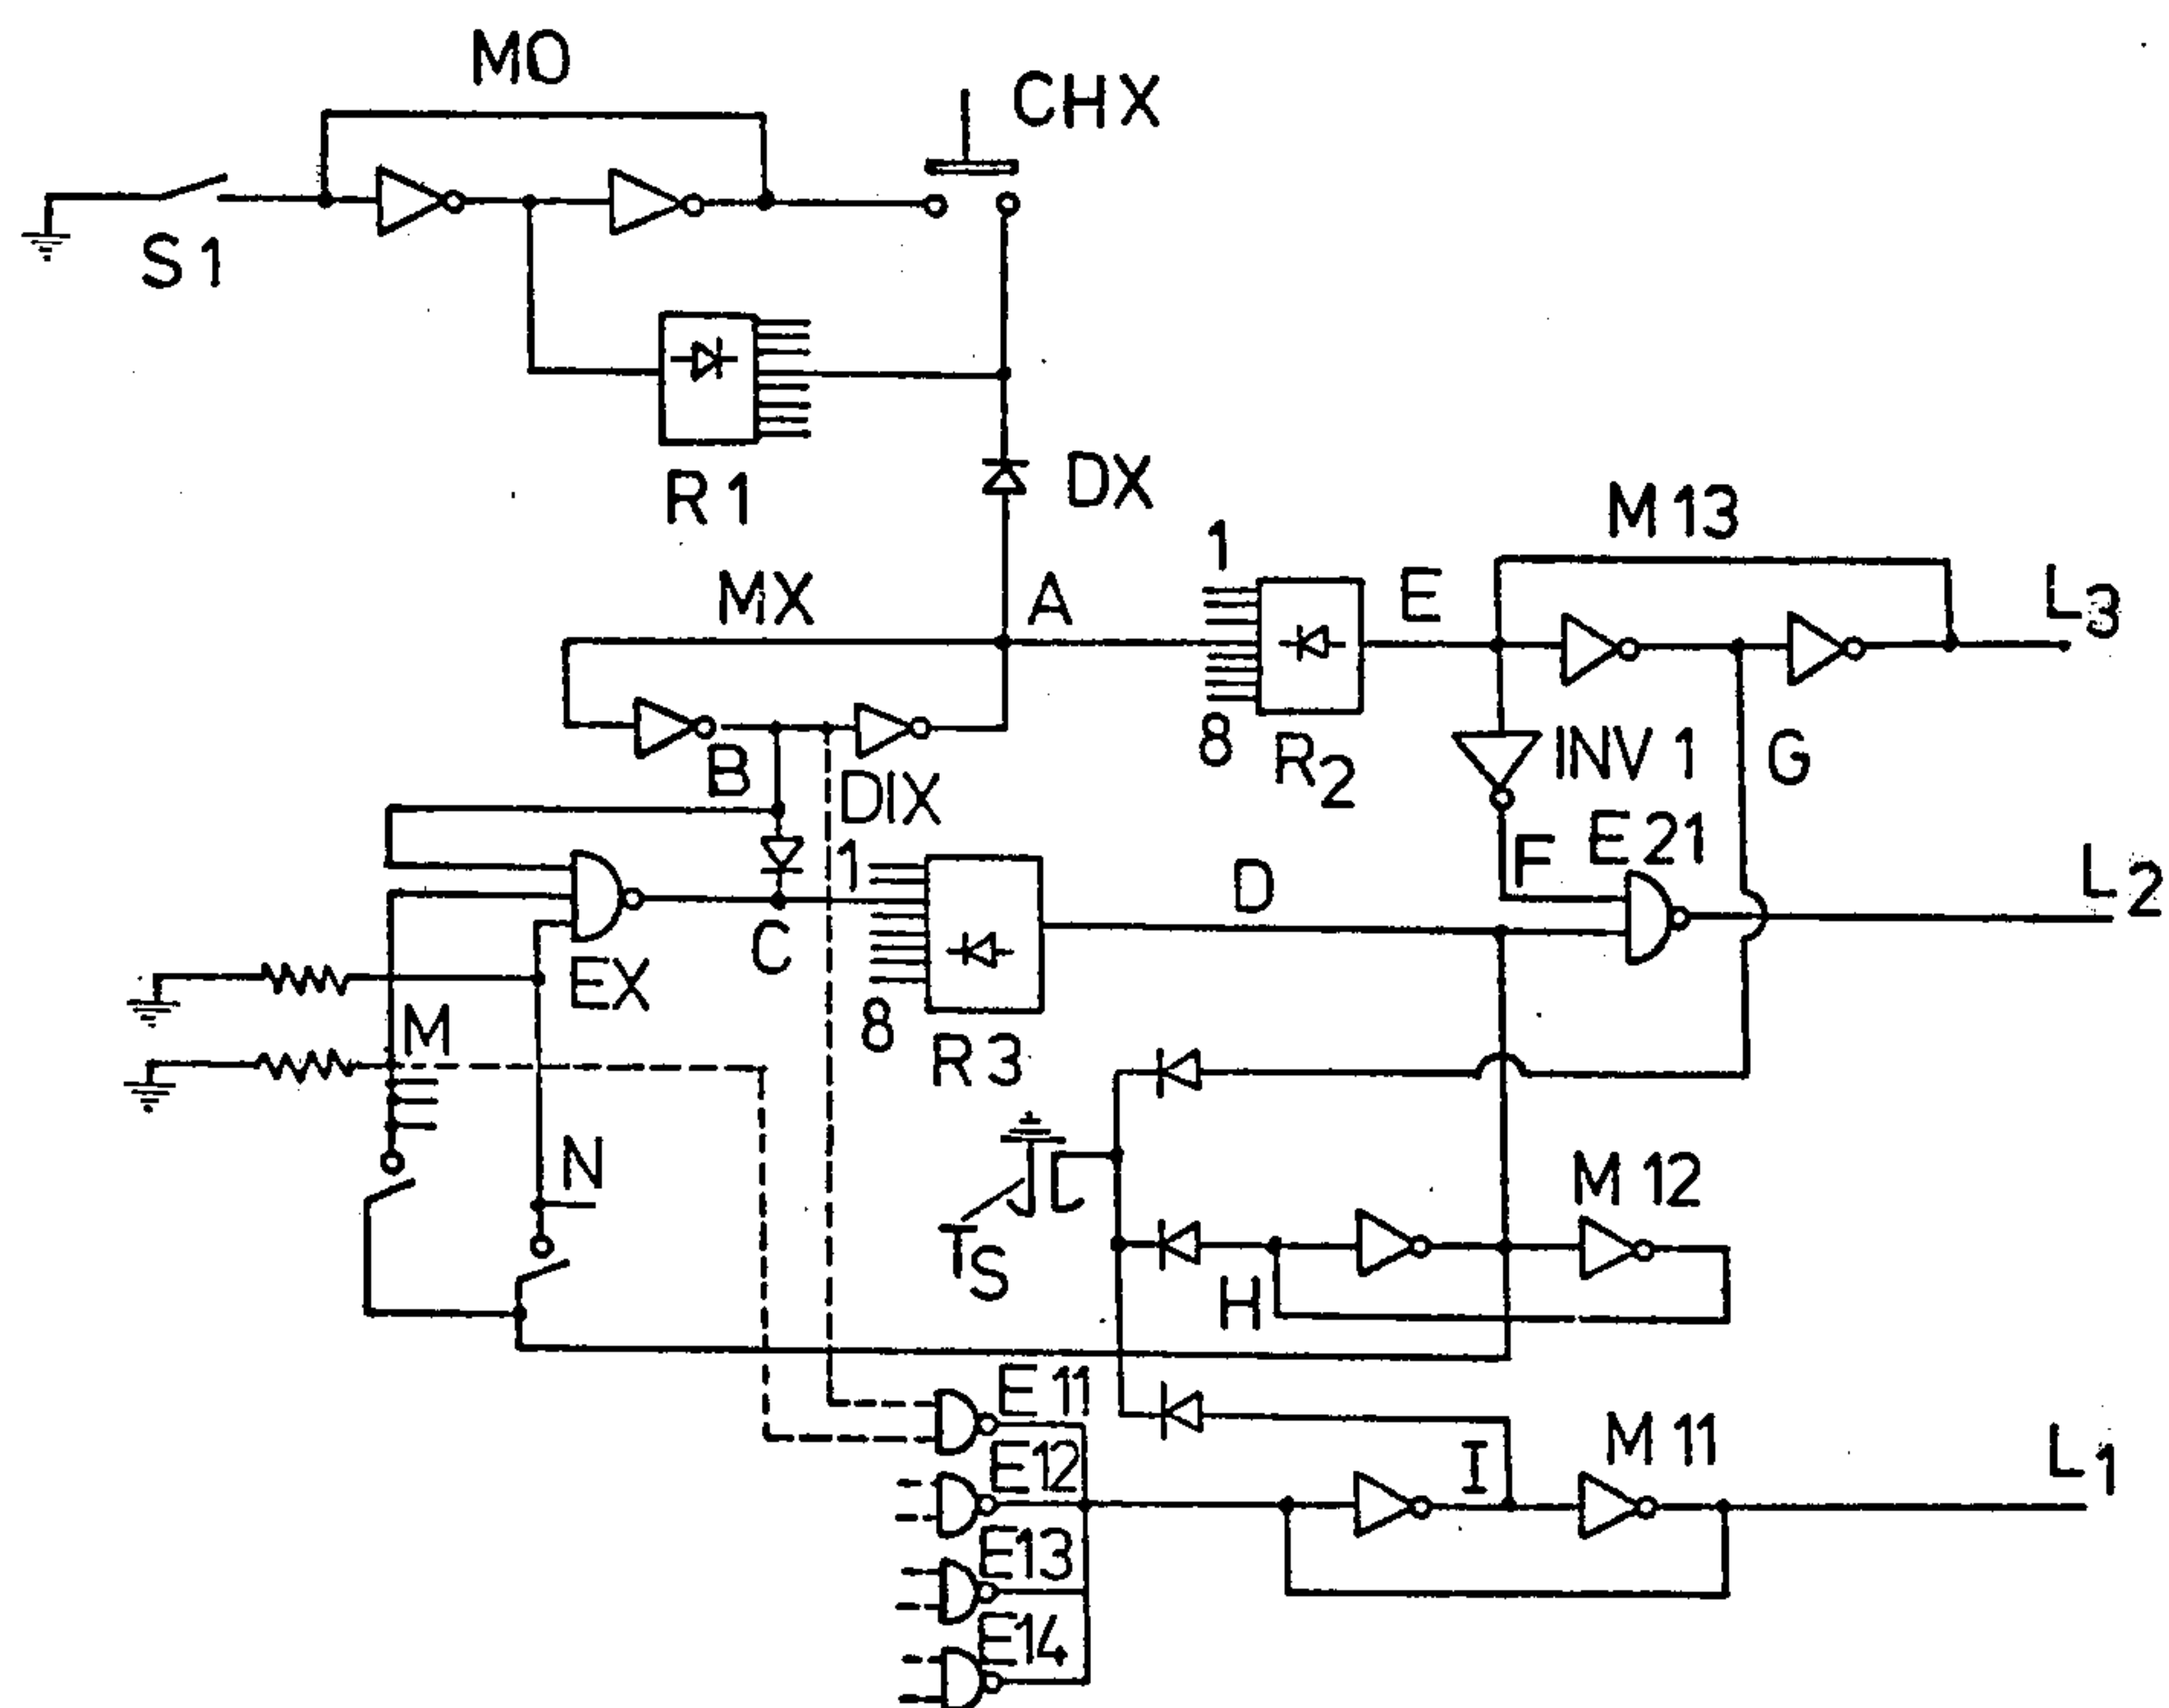 MO
CHX
S1
R1
DX
MX
A
1
E
M13
L3
B
DIX
8
R2
INV 1
G
1
D
F
E21
L2
EX
C
M
8
R3
N
TS
M12
H
E11
E12
I
M11
L1
E13
E14